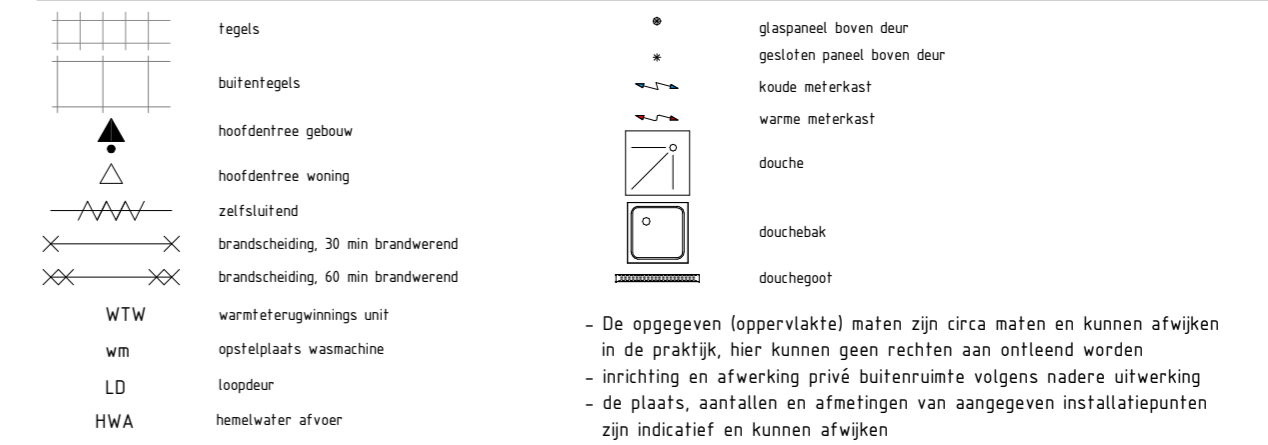 tegels
buitentegels
hoofdentree gebouw
hoofdentree woning
zelfsluitend
brandscheiding, 30 min brandwerend
brandscheiding, 60 min brandwerend
WTW warmteterugwinnings unit
wm opstelplaats wasmachine
LD loopdeur
HWA hemelwater afvoer
glaspaneel boven deur
gesloten paneel boven deur
koude meterkast
warme meterkast
douche
douchebak
douchegoot
- De opgegeven (oppervlakte) maten zijn circa maten en kunnen afwijken
in de praktijk, hier kunnen geen rechten aan ontleend worden
- inrichting en afwerking privé buitenruimte volgens nadere uitwerking
- de plaats, aantallen en afmetingen van aangegeven installatiepunten
zijn indicatief en kunnen afwijken